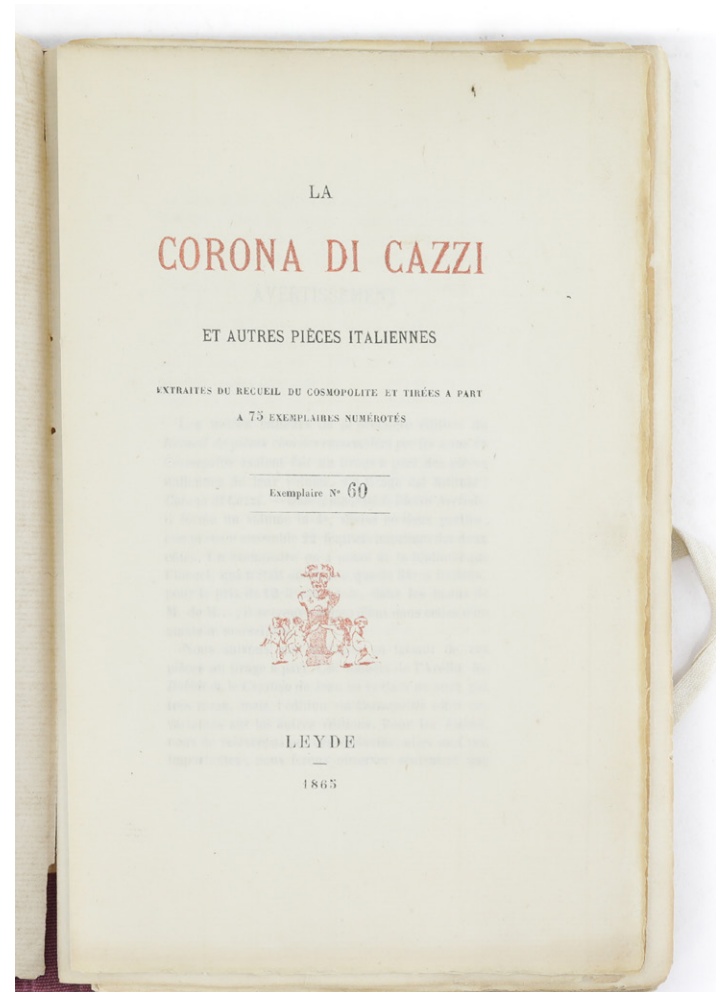 LA
CORONA DI CAZZI
ET AUTRES PIÈCES ITALIENNES
EXTRAITES DU RECUEIL DU COSMOPOLITE ET TIRÉES A PART
A 75 EXEMPLAIRES NUMÉROTÉS
Exemplaire Nº 60
LEYDE
1865